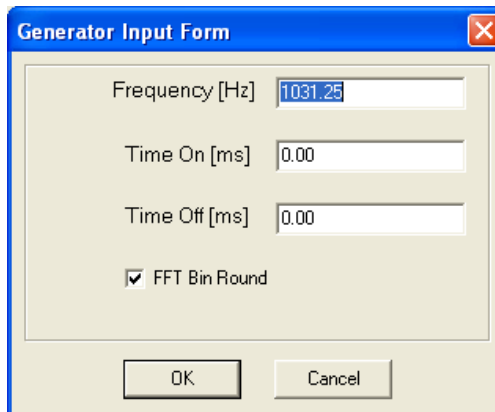 Generator Input Form
Frequency [Hz] 1031.25
Time On [ms] 0.00
Time Off [ms] 0.00
FFT Bin Round
OK Cancel